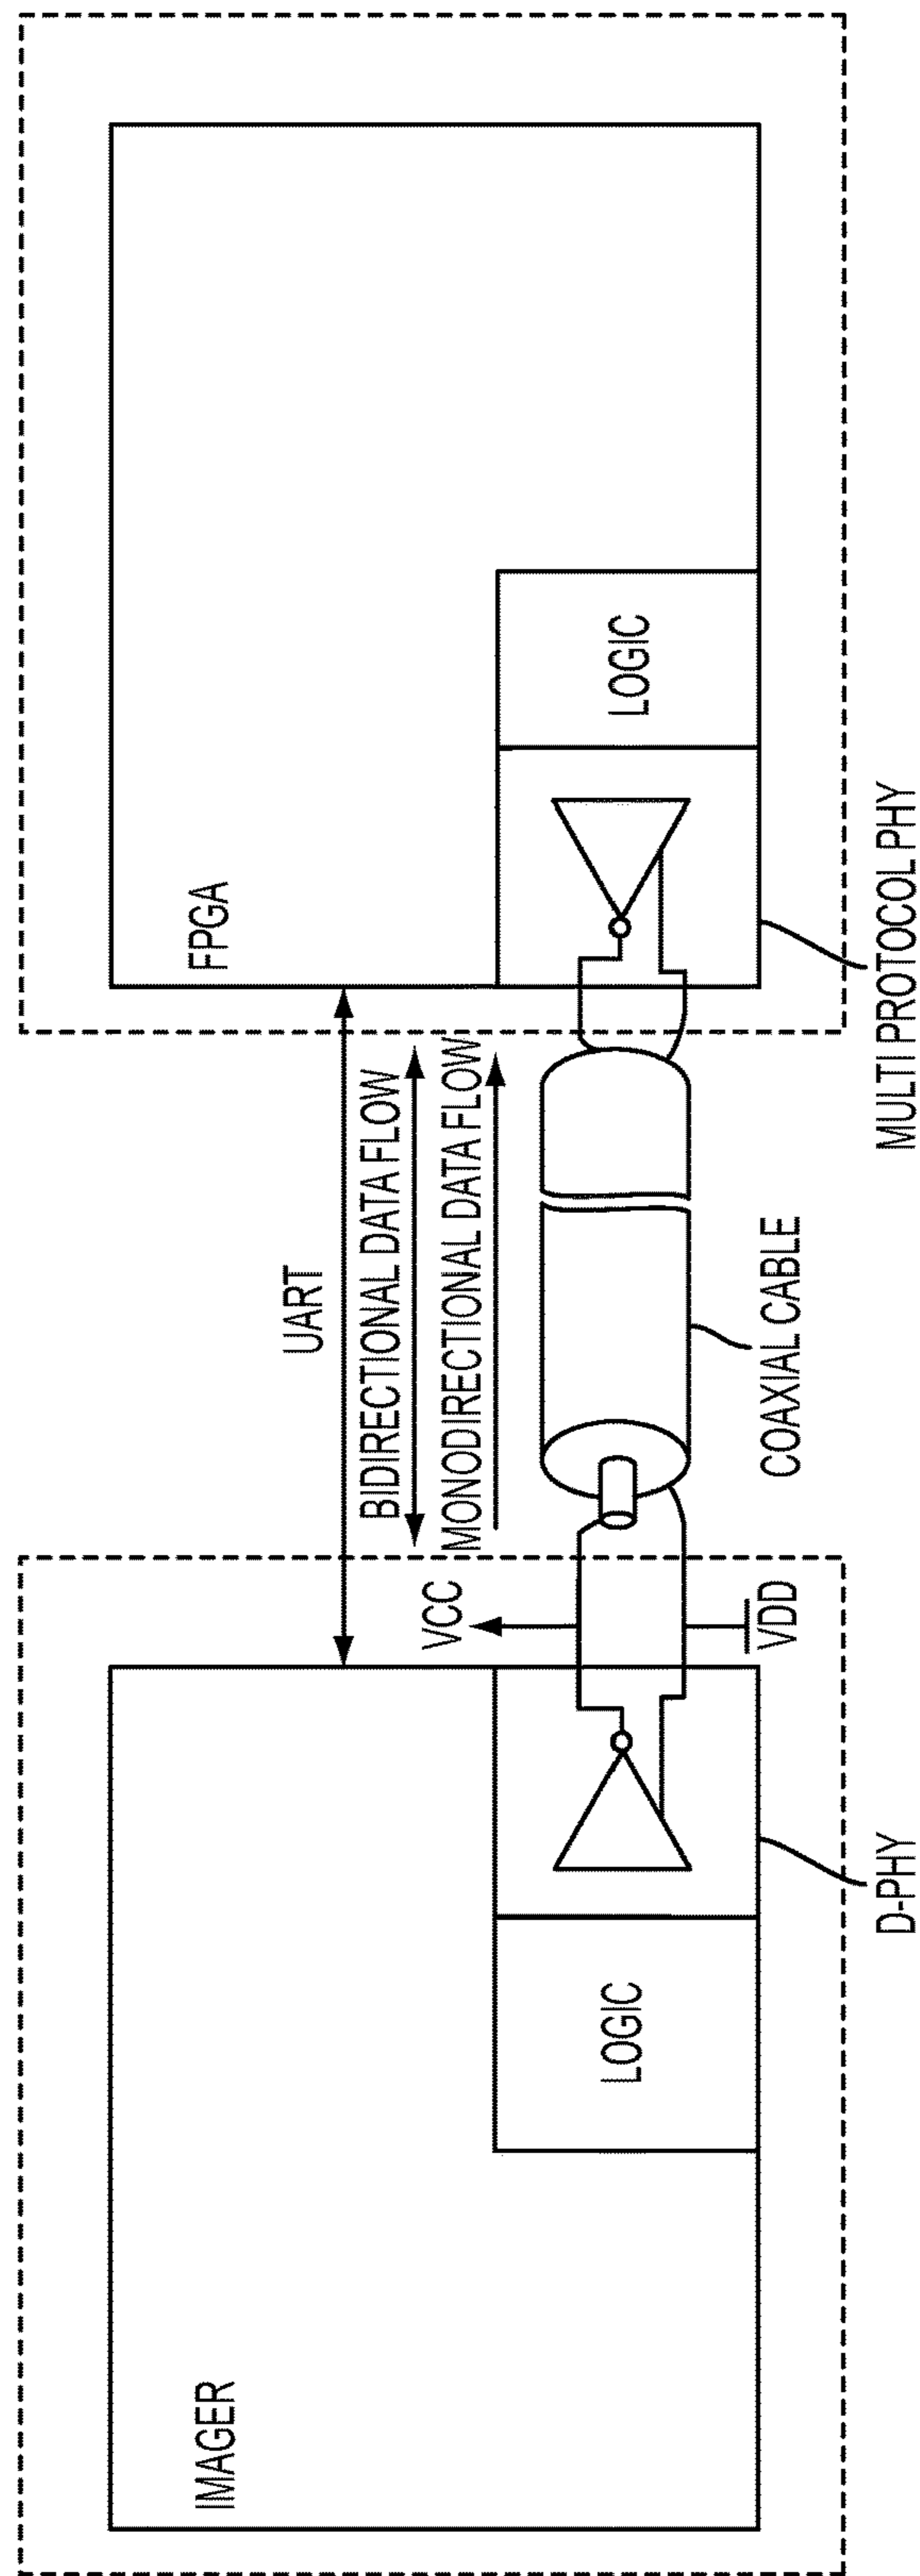 IMAGER
LOGIC
D-PHY
VCC
VDD
UART
BIDIRECTIONAL DATA FLOW
MONODIRECTIONAL DATA FLOW
COAXIAL CABLE
FPGA
LOGIC
MULTI PROTOCOL PHY